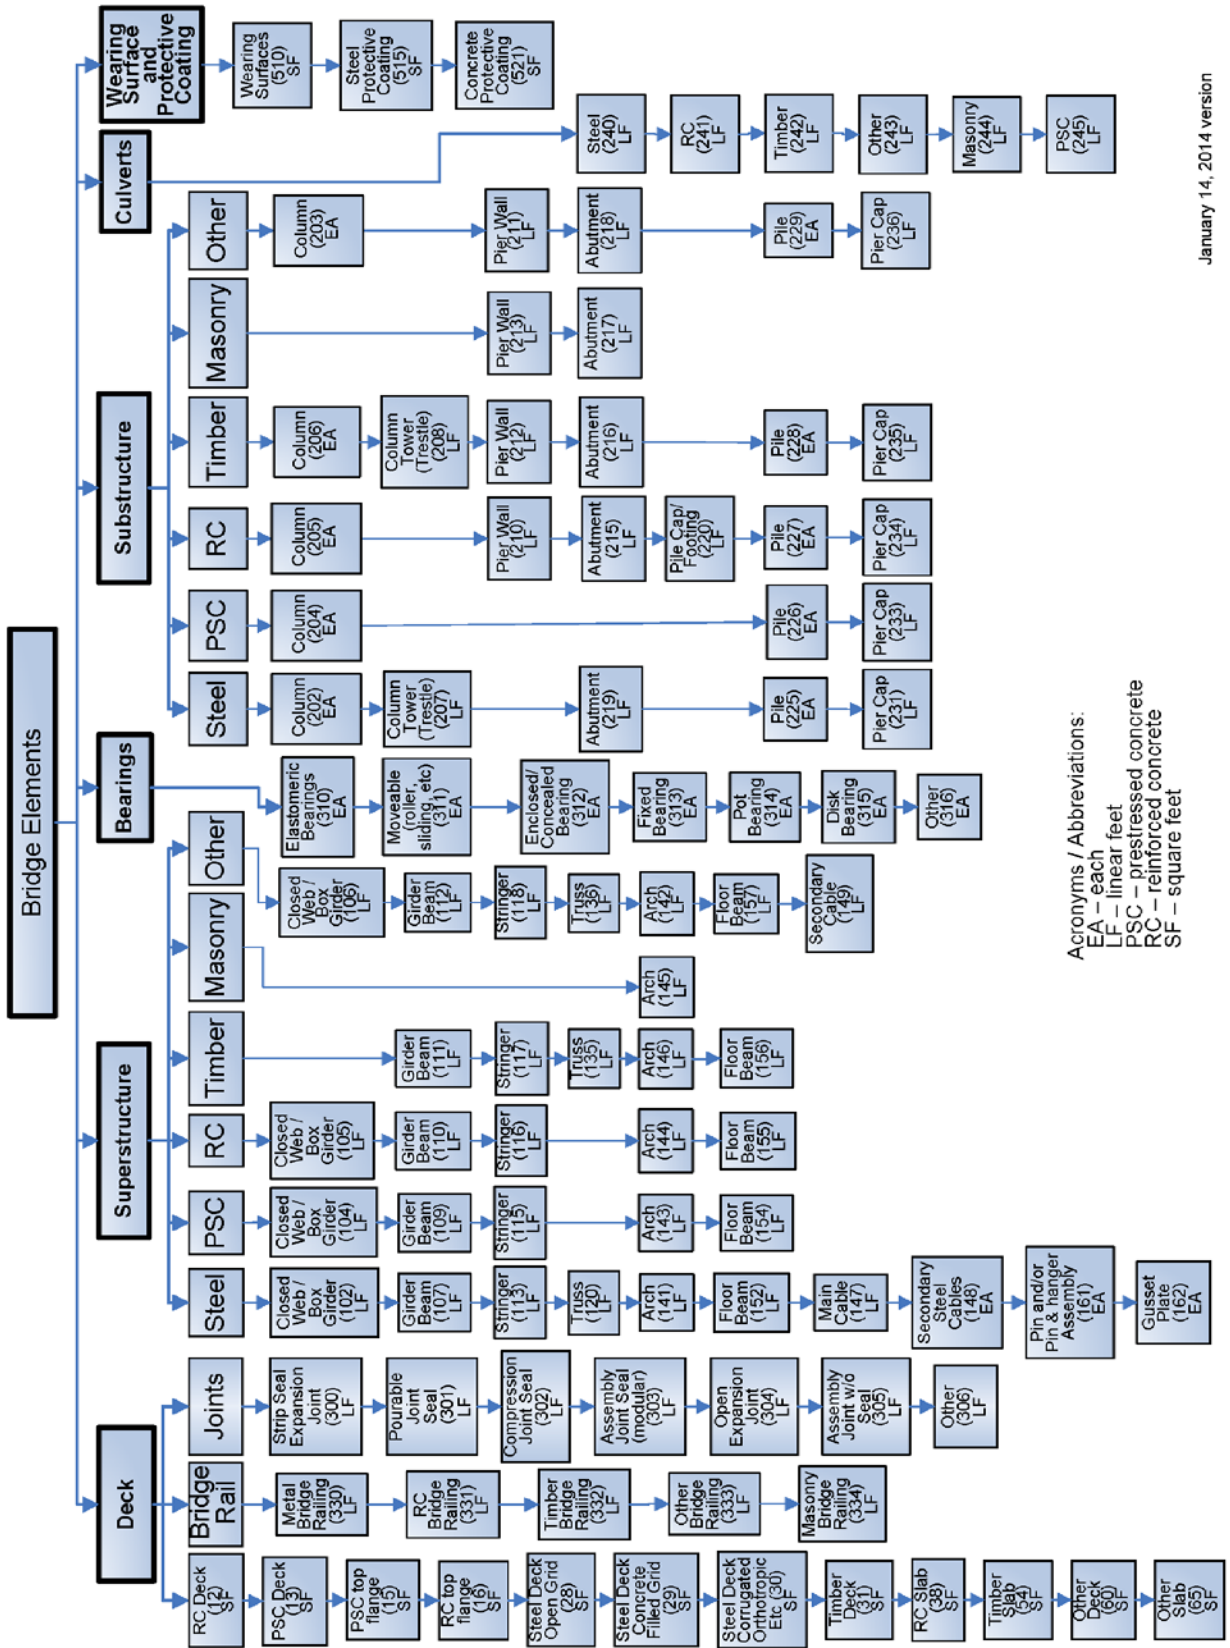 Bridge Elements
Deck
RC Deck
(12)
SF
PSC Deck
(13)
SF
PSC top
flange
(15)
SF
RC top
flange
(16)
SF
Steel Deck
Open Grid
(28)
SF
Steel Deck
Concrete
Filled Grid
(29)
SF
Steel Deck
Corrugated
Orthotropic
Etc (30)
SF
Timber
Deck
(31)
SF
RC Slab
(38)
SF
Timber
Slab
(54)
SF
Other
Deck
(60)
SF
Other
Slab
(65)
SF
Bridge
Rail
Metal
Bridge
Railing
(330)
LF
RC
Bridge
Railing
(331)
LF
Timber
Bridge
Railing
(332)
LF
Other
Bridge
Railing
(333)
LF
Masonry
Bridge
Railing
(334)
LF
Joints
Strip Seal
Expansion
Joint
(300)
LF
Pourable
Joint
Seal
(301)
LF
Compression
Joint Seal
(302)
LF
Assembly
Joint Seal
(modular)
(303)
LF
Open
Expansion
Joint
(304)
LF
Assembly
Joint w/o
Seal
(305)
LF
Other
(306)
LF
Superstructure
Steel
Closed
Web /
Box
Girder
(102)
LF
Girder
Beam
(107)
LF
Stringer
(113)
LF
Truss
(120)
LF
Arch
(141)
LF
Floor
Beam
(152)
LF
Main
Cable
(147)
LF
Secondary
Steel
Cables
(148)
EA
Pin and/or
Pin & hanger
Assembly
(161)
EA
Gusset
Plate
(162)
EA
PSC
Closed
Web /
Box
Girder
(104)
LF
Girder
Beam
(109)
LF
Stringer
(115)
LF
Arch
(143)
LF
Floor
Beam
(154)
LF
RC
Closed
Web /
Box
Girder
(105)
LF
Girder
Beam
(110)
LF
Stringer
(116)
LF
Arch
(144)
LF
Floor
Beam
(155)
LF
Timber
Girder
Beam
(111)
LF
Stringer
(117)
LF
Truss
(135)
LF
Arch
(146)
LF
Floor
Beam
(156)
LF
Masonry
Arch
(145)
LF
Other
Closed
Web /
Box
Girder
(106)
LF
Girder
Beam
(112)
LF
Stringer
(118)
LF
Truss
(136)
LF
Arch
(142)
LF
Floor
Beam
(157)
LF
Secondary
Cable
(149)
LF
Bearings
Elastomeric
Bearings
(310)
EA
Moveable
(roller,
sliding, etc)
(311)
EA
Enclosed/
Concealed
Bearing
(312)
EA
Fixed
Bearing
(313)
EA
Pot
Bearing
(314)
EA
Disk
Bearing
(315)
EA
Other
(316)
EA
Substructure
Steel
Column
(202)
EA
Column
Tower
(Trestle)
(207)
LF
Abutment
(219)
LF
Pile
(225)
EA
Pier Cap
(231)
LF
PSC
Column
(204)
EA
Pile
(226)
EA
Pier Cap
(233)
LF
RC
Column
(205)
EA
Pier Wall
(210)
LF
Abutment
(215)
LF
Pile Cap/
Footing
(220)
LF
Pile
(227)
EA
Pier Cap
(234)
LF
Timber
Column
(206)
EA
Column
Tower
(Trestle)
(208)
LF
Pier Wall
(212)
LF
Abutment
(216)
LF
Pile
(228)
EA
Pier Cap
(235)
LF
Masonry
Pier Wall
(213)
LF
Abutment
(217)
LF
Other
Column
(203)
EA
Pier Wall
(211)
LF
Abutment
(218)
LF
Pile
(229)
EA
Pier Cap
(236)
LF
Culverts
Steel
(240)
LF
RC
(241)
LF
Timber
(242)
LF
Other
(243)
LF
Masonry
(244)
LF
PSC
(245)
LF
Wearing
Surface
and
Protective
Coating
Wearing
Surfaces
(510)
SF
Steel
Protective
Coating
(515)
SF
Concrete
Protective
Coating
(521)
SF
Acronyms / Abbreviations:
EA – each
LF – linear feet
PSC – prestressed concrete
RC – reinforced concrete
SF – square feet
January 14, 2014 version